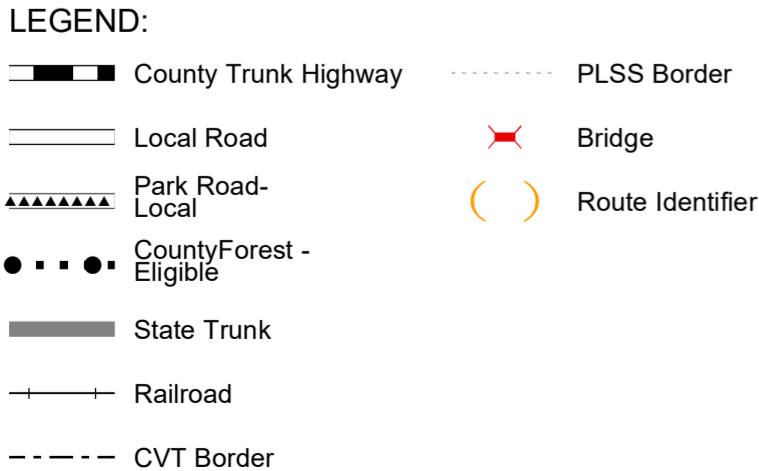 LEGEND:
County Trunk Highway
Local Road
Park Road-
Local
CountyForest -
Eligible
State Trunk
Railroad
CVT Border
PLSS Border
Bridge
Route Identifier